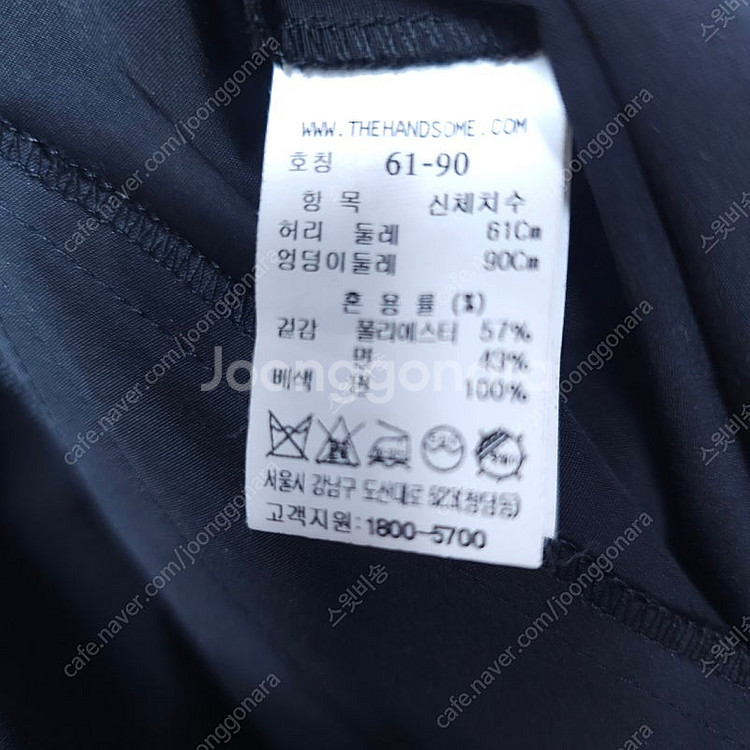 WWW.THEHANDSOME.COM
호칭 61-90
항 목 신체치수
허리 둘레 61Cm
엉덩이둘레 90Cm
혼 용 률 (%)
겉감 폴리에스터 57%
면 43%
배색 면 100%
Joonggonara
서울시 강남구 도산대로 523(청담동)
고객지원:1800-5700
cafe.naver.com/joonggonara
스윗비송